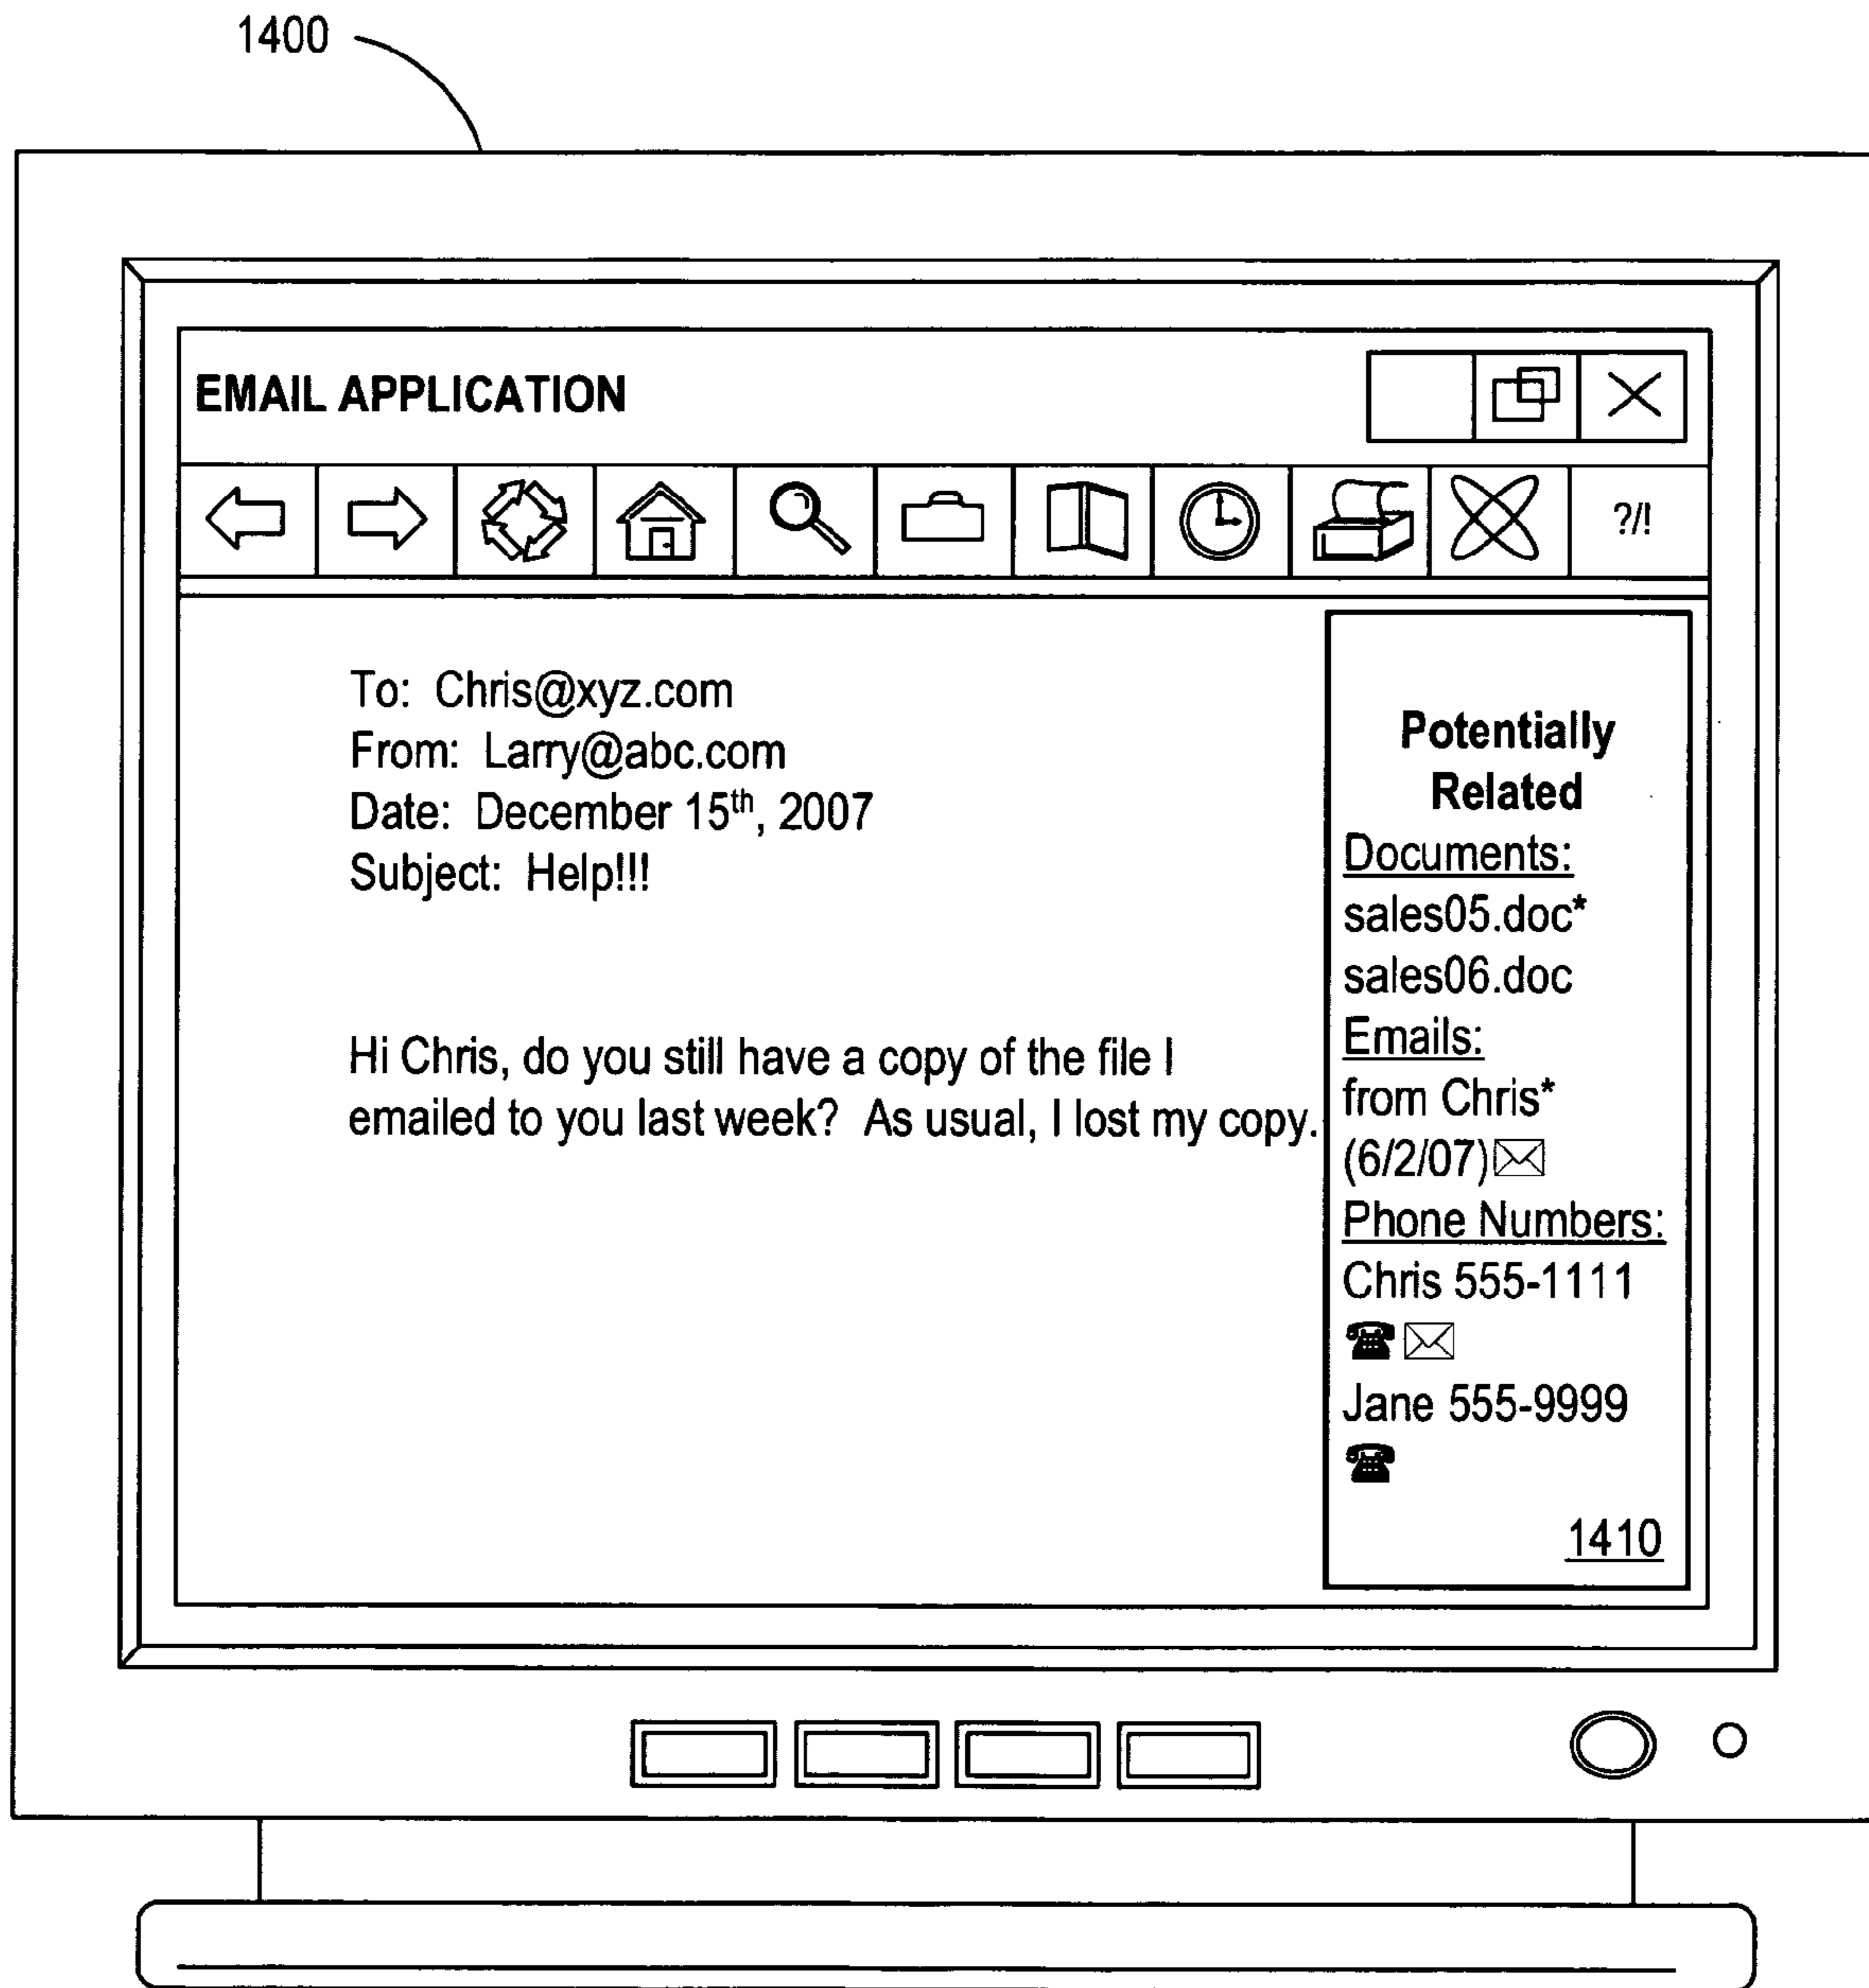 1400
EMAIL APPLICATION
?/!
To: Chris@xyz.com
From: Larry@abc.com
Date: December 15th, 2007
Subject: Help!!!
Hi Chris, do you still have a copy of the file I
emailed to you last week? As usual, I lost my copy.
Potentially
Related
Documents:
sales05.doc*
sales06.doc
Emails:
from Chris*
(6/2/07)
Phone Numbers:
Chris 555-1111
Jane 555-9999
1410